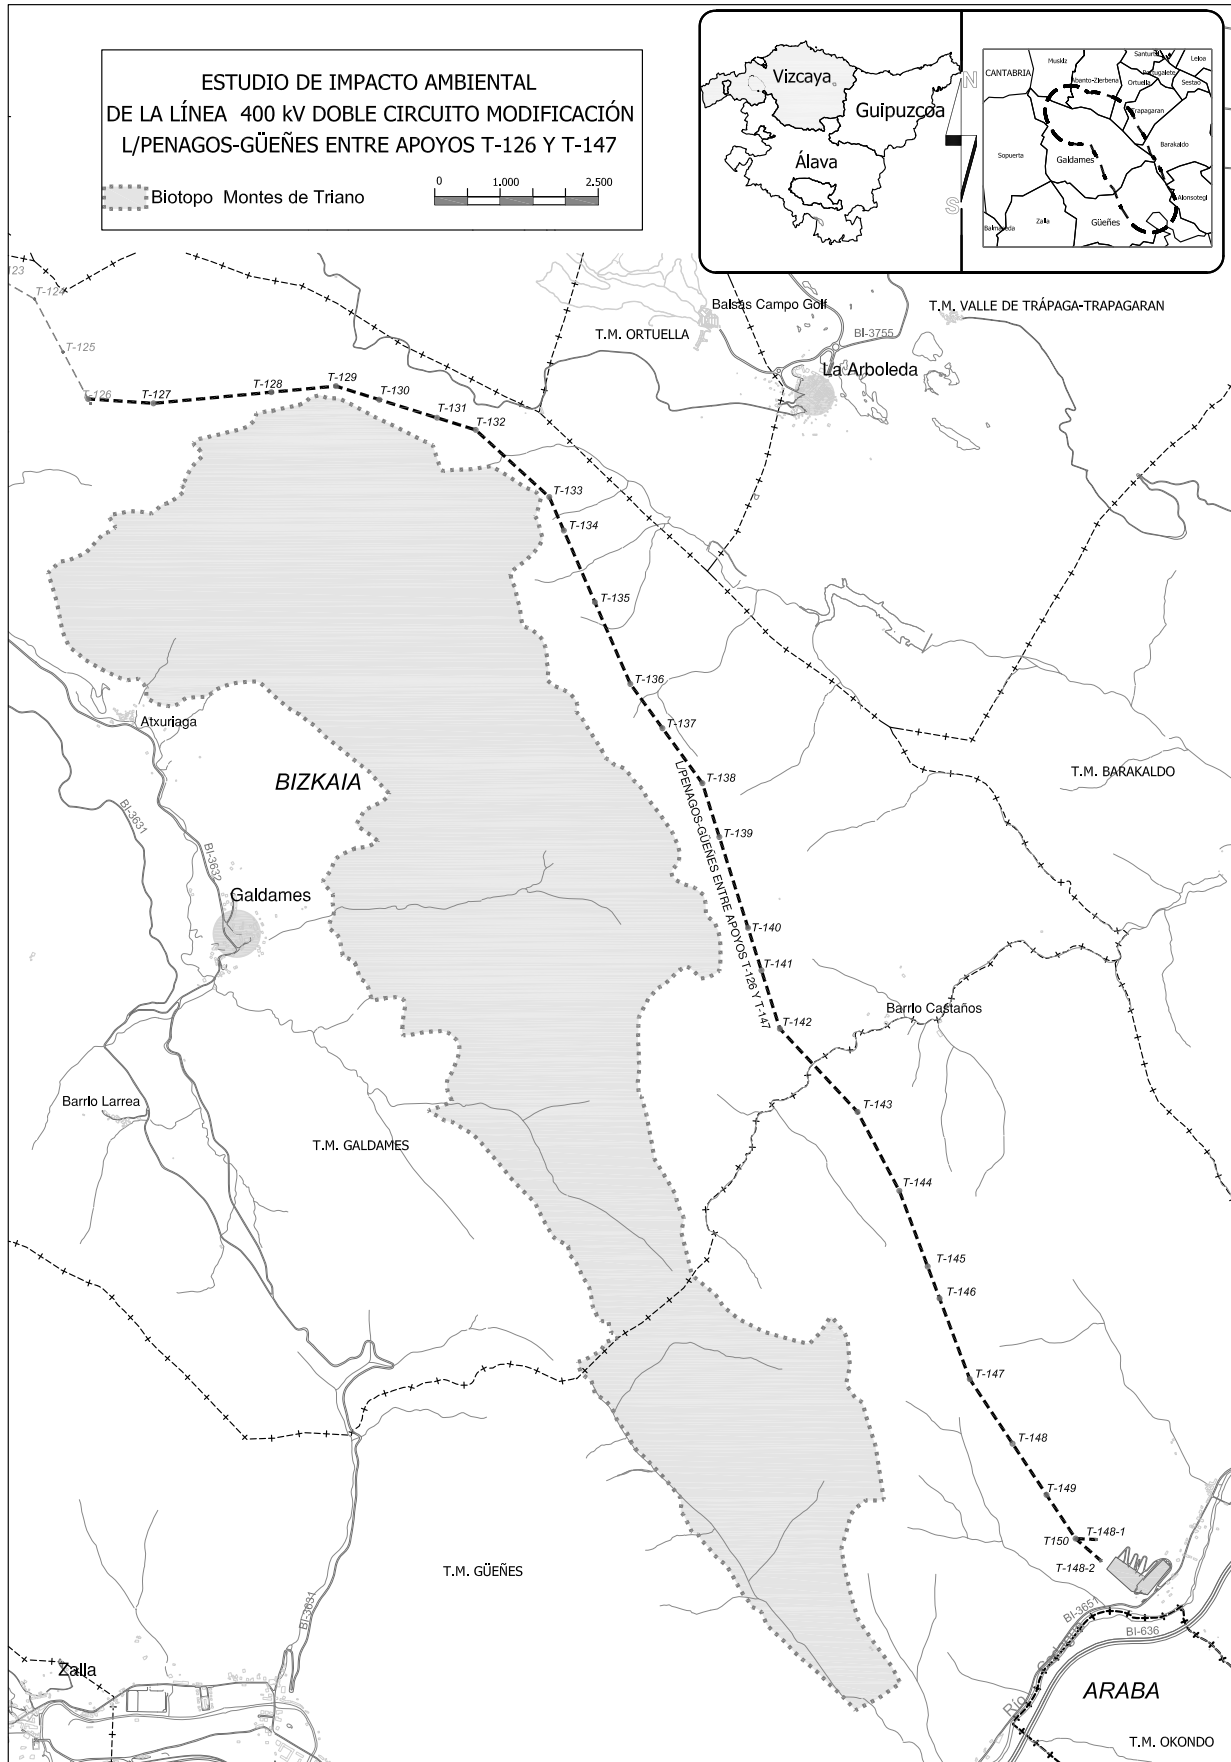 ESTUDIO DE IMPACTO AMBIENTAL
DE LA LÍNEA 400 kV DOBLE CIRCUITO MODIFICACIÓN
L/PENAGOS-GÜEÑES ENTRE APOYOS T-126 Y T-147
Biotopo Montes de Triano
0 1.000 2.500
Vizcaya
Guipuzcoa
Álava
N
S
CANTABRIA
Muskiz
Santurtzi
Leioa
Abanto-Zierbena
Portugalete
Ortuella
Sestao
Trapagaran
Sopuerta
Galdames
Barakaldo
Alonsotegi
Zalla
Güeñes
Balmaseda
123
T-124
T-125
T-126
T-127
T-128
T-129
T-130
T-131
T-132
T-133
T-134
T-135
T-136
T-137
T-138
T-139
T-140
T-141
T-142
T-143
T-144
T-145
T-146
T-147
T-148
T-149
T150
T-148-1
T-148-2
L/PENAGOS-GÜEÑES ENTRE APOYOS T-126 Y T-147
Balsas Campo Golf
T.M. ORTUELLA
T.M. VALLE DE TRÁPAGA-TRAPAGARAN
BI-3755
La Arboleda
Atxuriaga
BIZKAIA
T.M. BARAKALDO
BI-3631
BI-3632
Galdames
Barrio Castaños
Barrio Larrea
T.M. GALDAMES
T.M. GÜEÑES
BI-3631
Zalla
BI-3651
BI-636
Río
ARABA
T.M. OKONDO